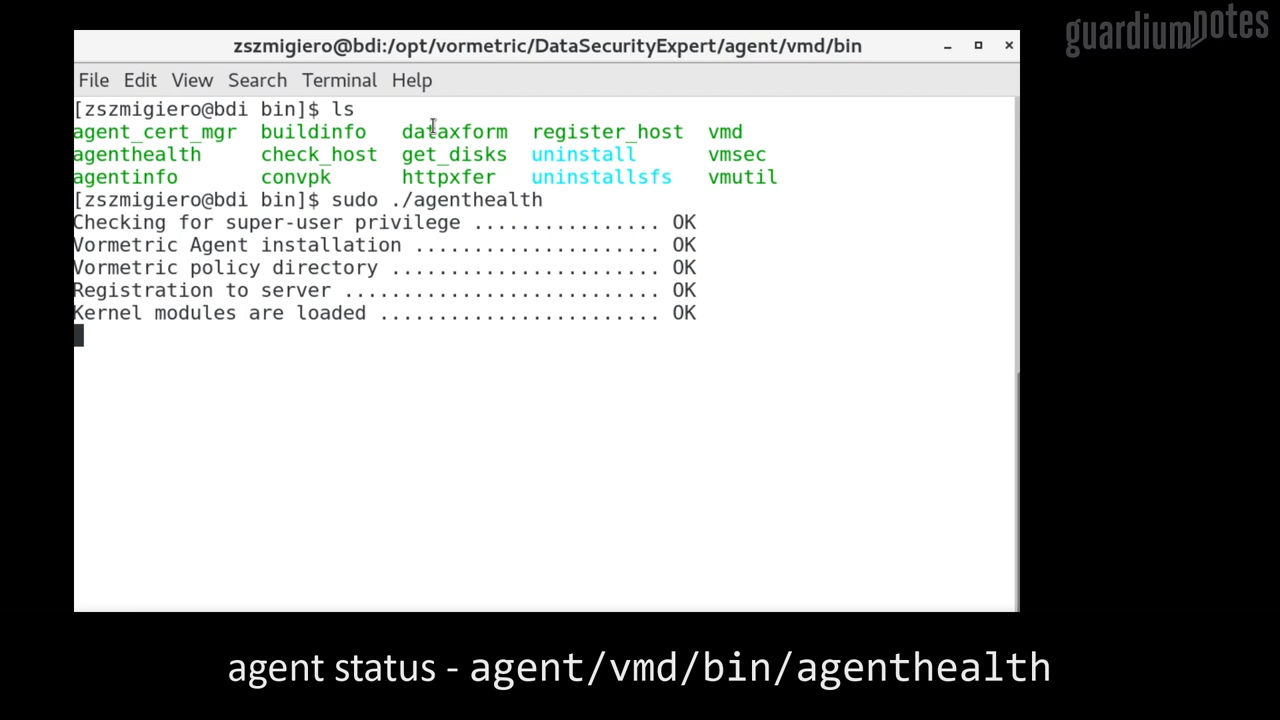 guardiumnotes
zszmigiero@bdi:/opt/vormetric/DataSecurityExpert/agent/vmd/bin
File Edit View Search Terminal Help
[zszmigiero@bdi bin]$ ls
agent_cert_mgr buildinfo dataxform register_host vmd
agenthealth check_host get_disks uninstall vmsec
agentinfo convpk httpxfer uninstallsfs vmutil
[zszmigiero@bdi bin]$ sudo ./agenthealth
Checking for super-user privilege ................ OK
Vormetric Agent installation ..................... OK
Vormetric policy directory ....................... OK
Registration to server ........................... OK
Kernel modules are loaded ........................ OK
agent status - agent/vmd/bin/agenthealth